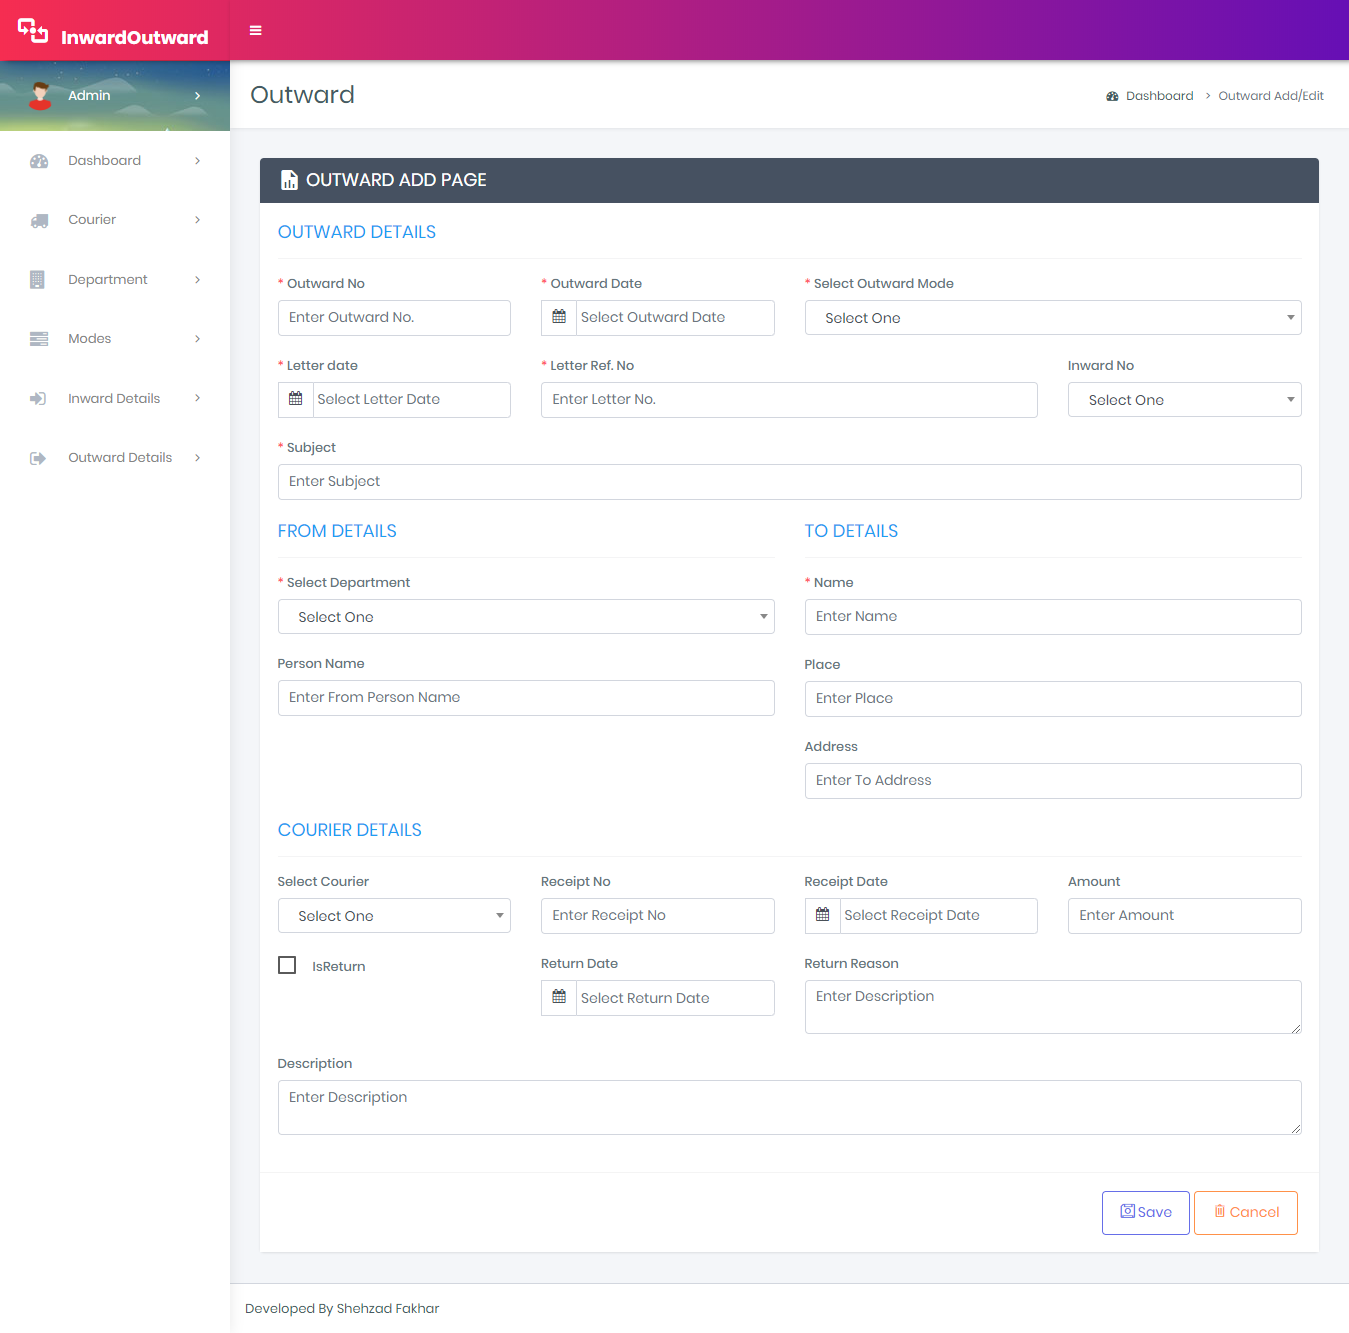 InwardOutward
Admin
Dashboard
Courier
Department
Modes
Inward Details
Outward Details
Outward
Dashboard > Outward Add/Edit
OUTWARD ADD PAGE
OUTWARD DETAILS
* Outward No * Outward Date * Select Outward Mode
Enter Outward No. Select Outward Date Select One
* Letter date * Letter Ref. No Inward No
Select Letter Date Enter Letter No. Select One
* Subject
Enter Subject
FROM DETAILS TO DETAILS
* Select Department * Name
Select One Enter Name
Person Name Place
Enter From Person Name Enter Place
Address
Enter To Address
COURIER DETAILS
Select Courier Receipt No Receipt Date Amount
Select One Enter Receipt No Select Receipt Date Enter Amount
IsReturn Return Date Return Reason
Select Return Date Enter Description
Description
Enter Description
Save Cancel
Developed By Shehzad Fakhar